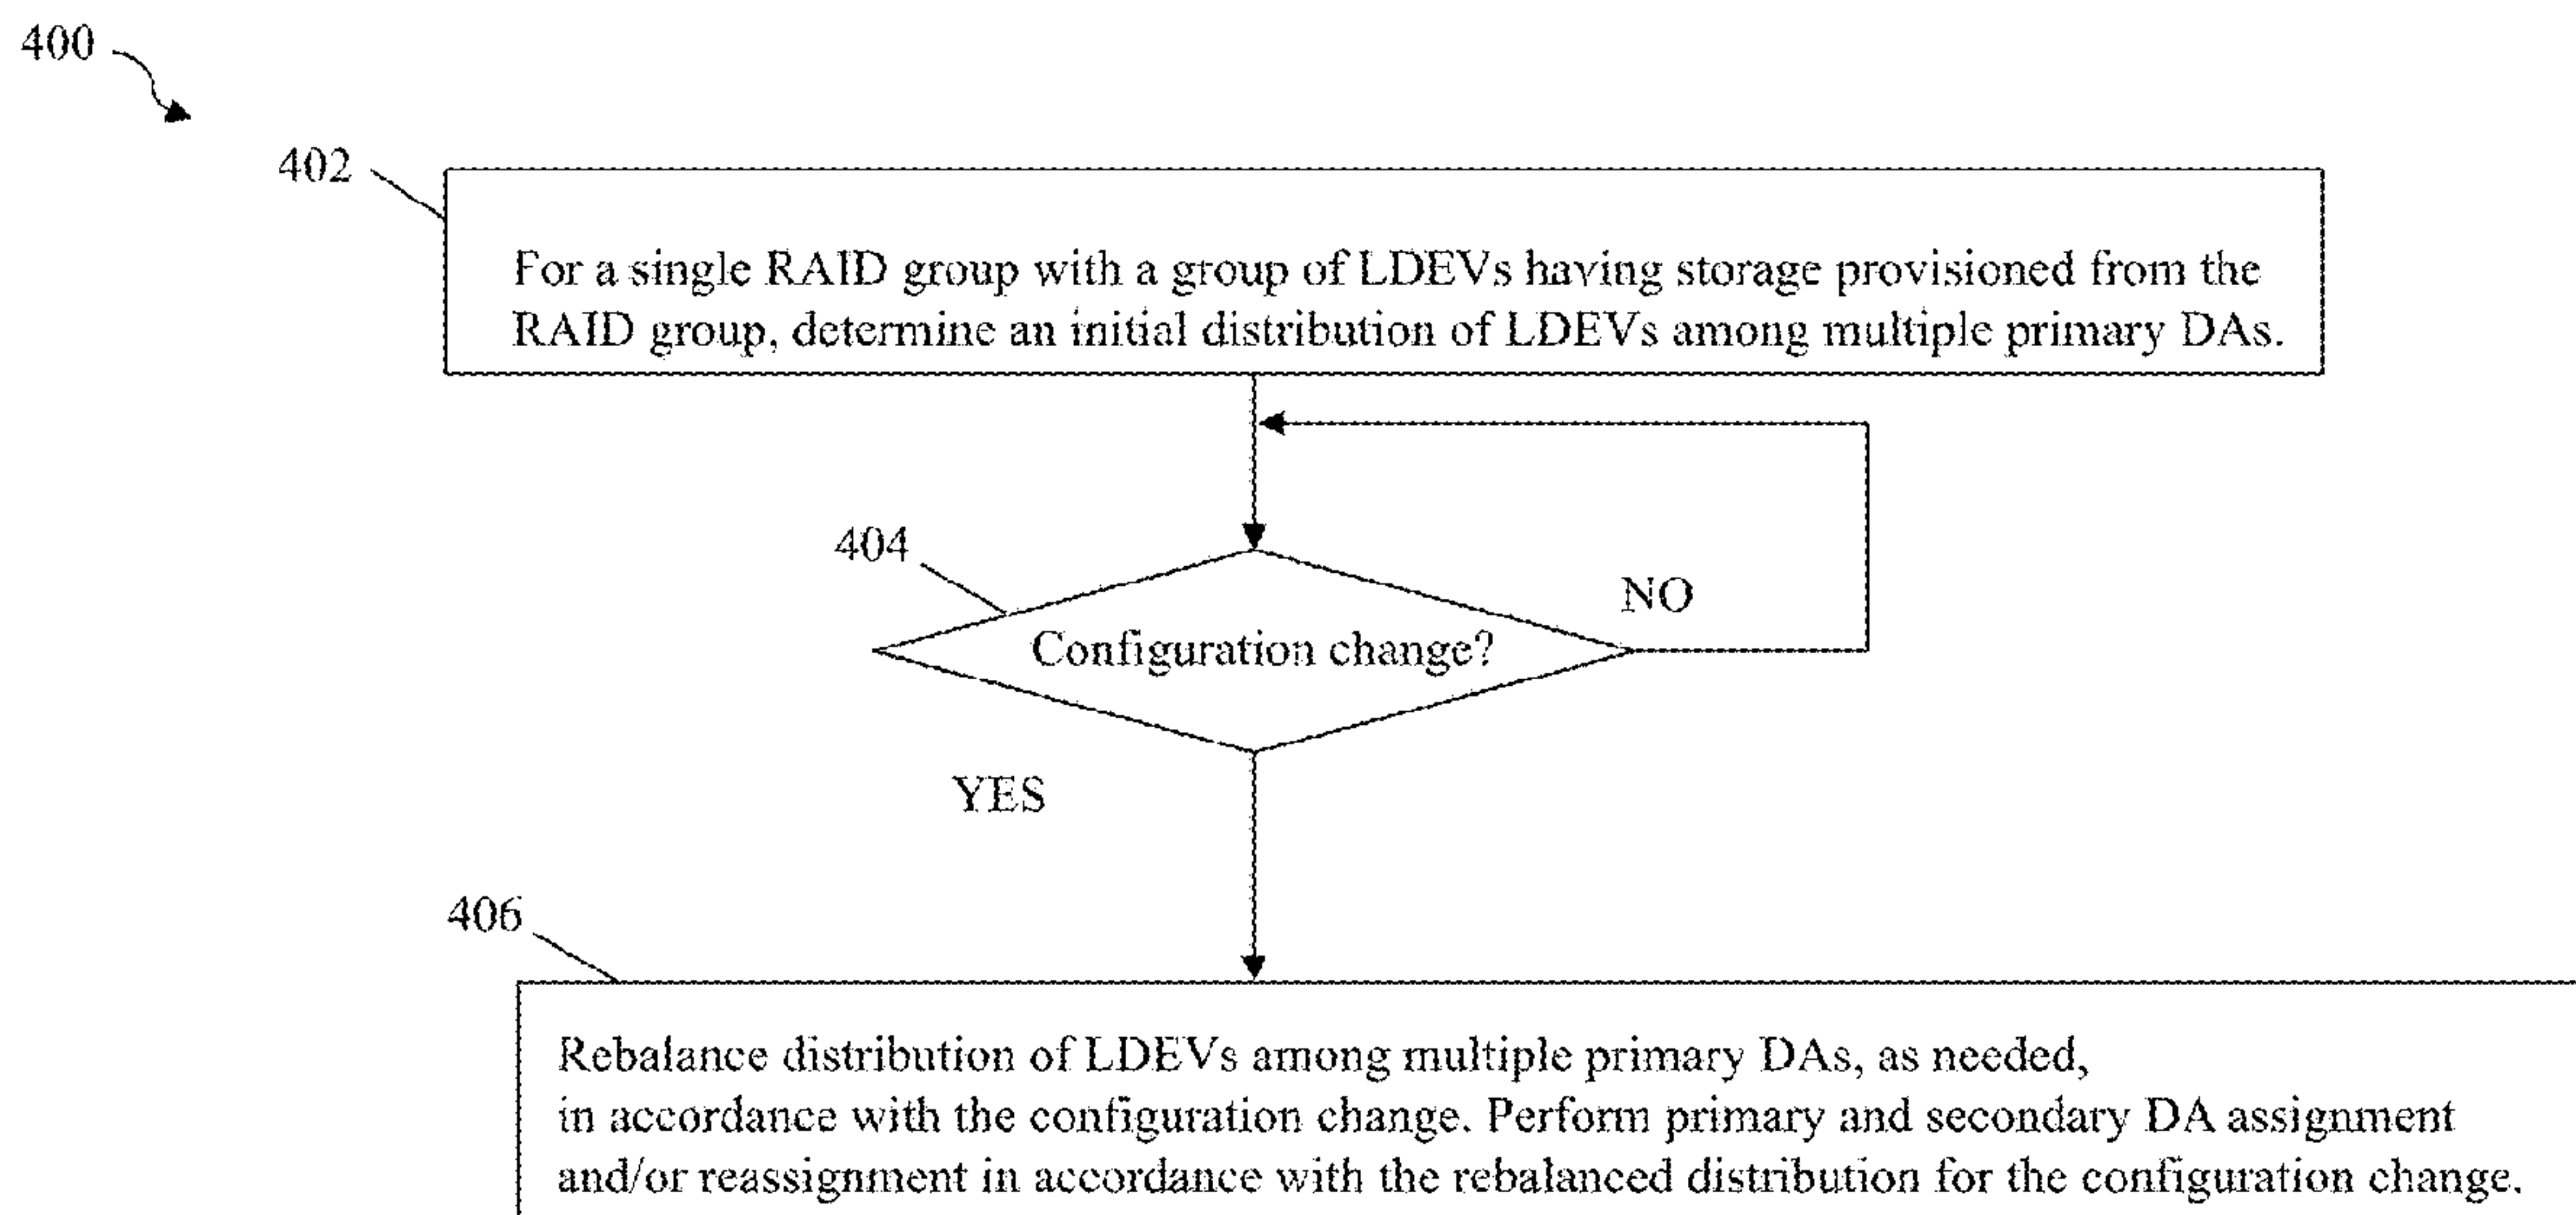 400
402
For a single RAID group with a group of LDEVs having storage provisioned from the
RAID group, determine an initial distribution of LDEVs among multiple primary DAs.
404
NO
Configuration change?
YES
406
Rebalance distribution of LDEVs among multiple primary DAs, as needed,
in accordance with the configuration change. Perform primary and secondary DA assignment
and/or reassignment in accordance with the rebalanced distribution for the configuration change.